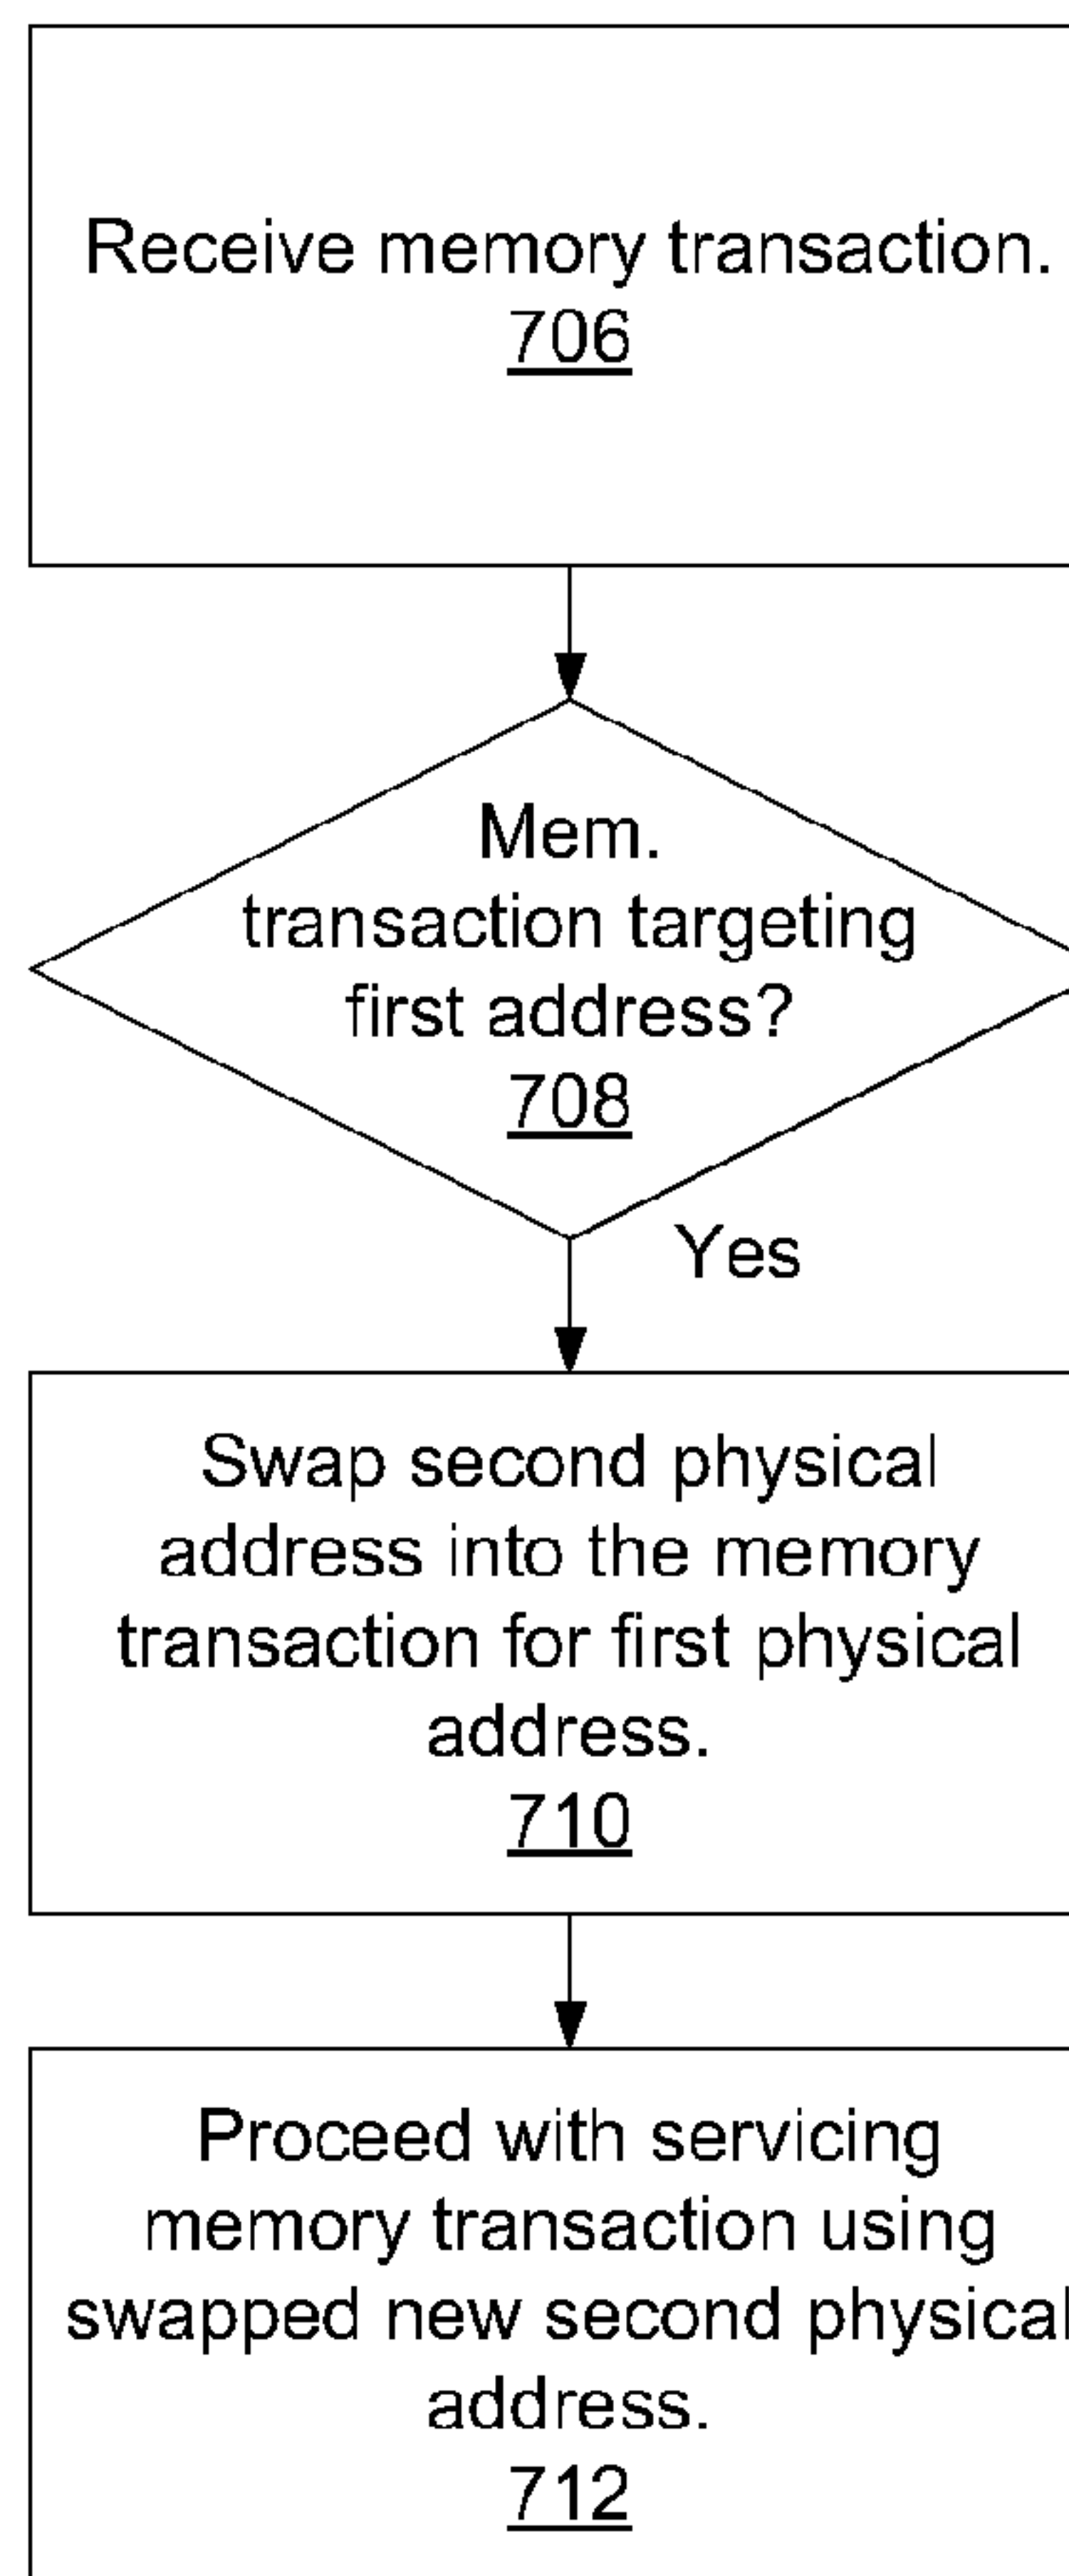 Receive memory transaction.
706
Mem.
transaction targeting
first address?
708
Yes
Swap second physical
address into the memory
transaction for first physical
address.
710
Proceed with servicing
memory transaction using
swapped new second physical
address.
712